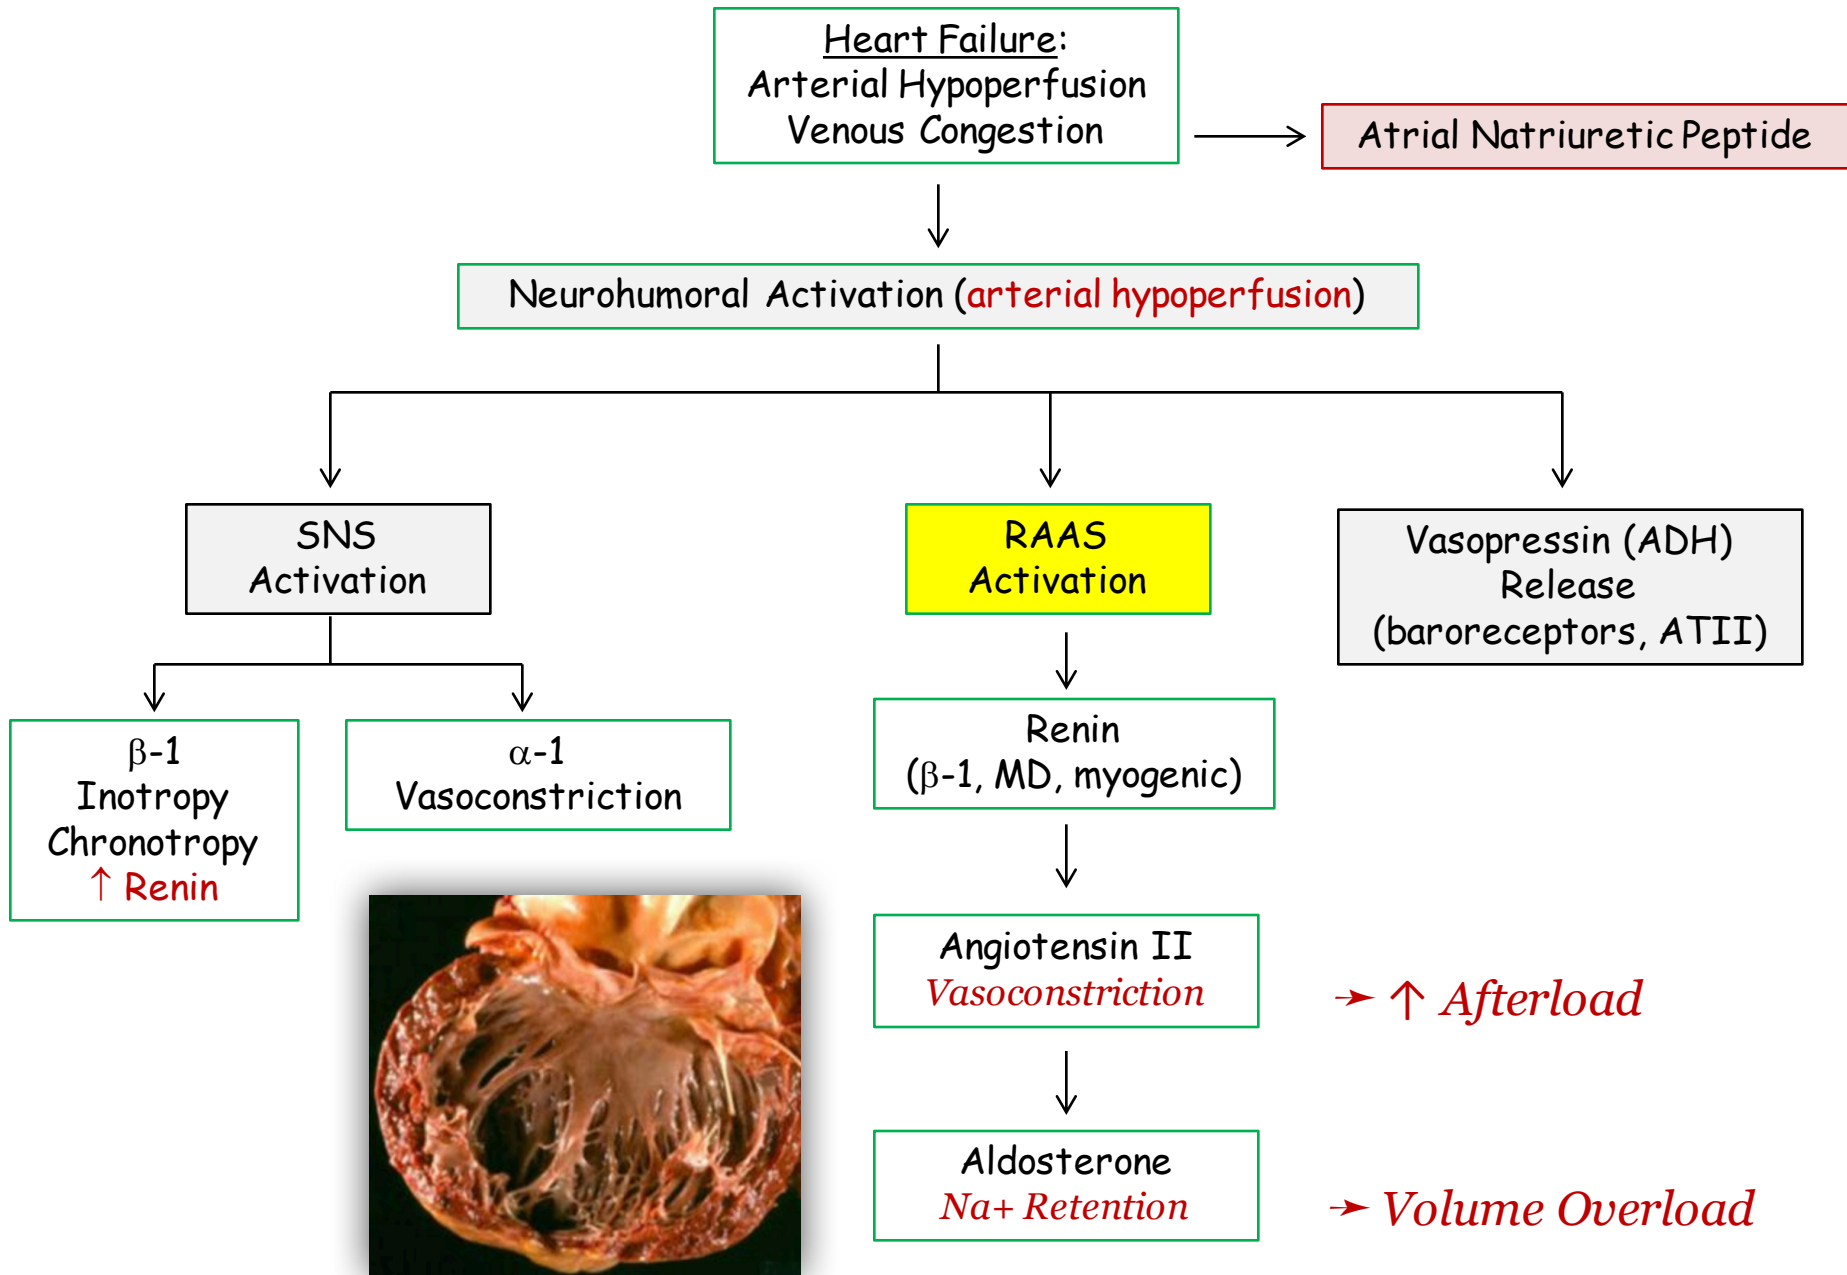 Heart Failure:
Arterial Hypoperfusion
Venous Congestion
Atrial Natriuretic Peptide
Neurohumoral Activation (arterial hypoperfusion)
SNS
Activation
RAAS
Activation
Vasopressin (ADH)
Release
(baroreceptors, ATII)
β-1
Inotropy
Chronotropy
↑ Renin
α-1
Vasoconstriction
Renin
(β-1, MD, myogenic)
Angiotensin II
Vasoconstriction
➛ ↑ Afterload
Aldosterone
Na+ Retention
➛ Volume Overload